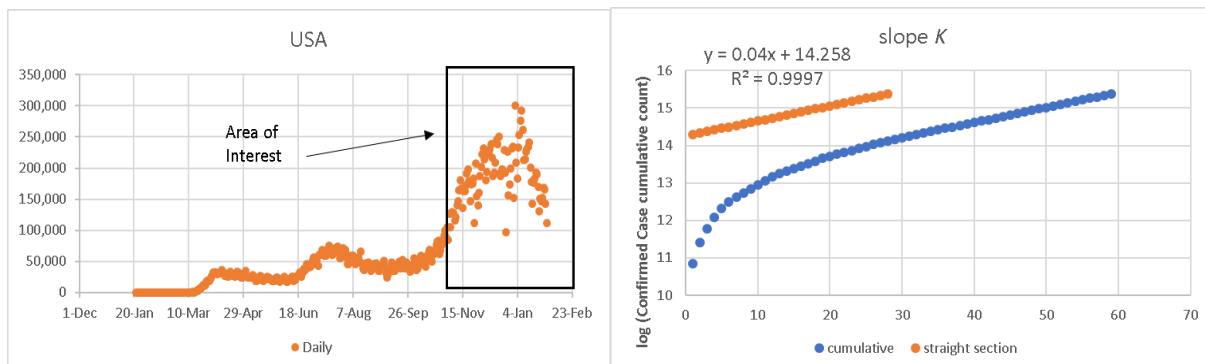 USA
350,000
300,000
250,000
200,000
150,000
100,000
50,000
0
Area of
Interest
1-Dec 20-Jan 10-Mar 29-Apr 18-Jun 7-Aug 26-Sep 15-Nov 4-Jan 23-Feb
Daily
slope K
y = 0.04x + 14.258
R² = 0.9997
log (Confirmed Case cumulative count)
16
15
14
13
12
11
10
0 10 20 30 40 50 60 70
cumulative straight section